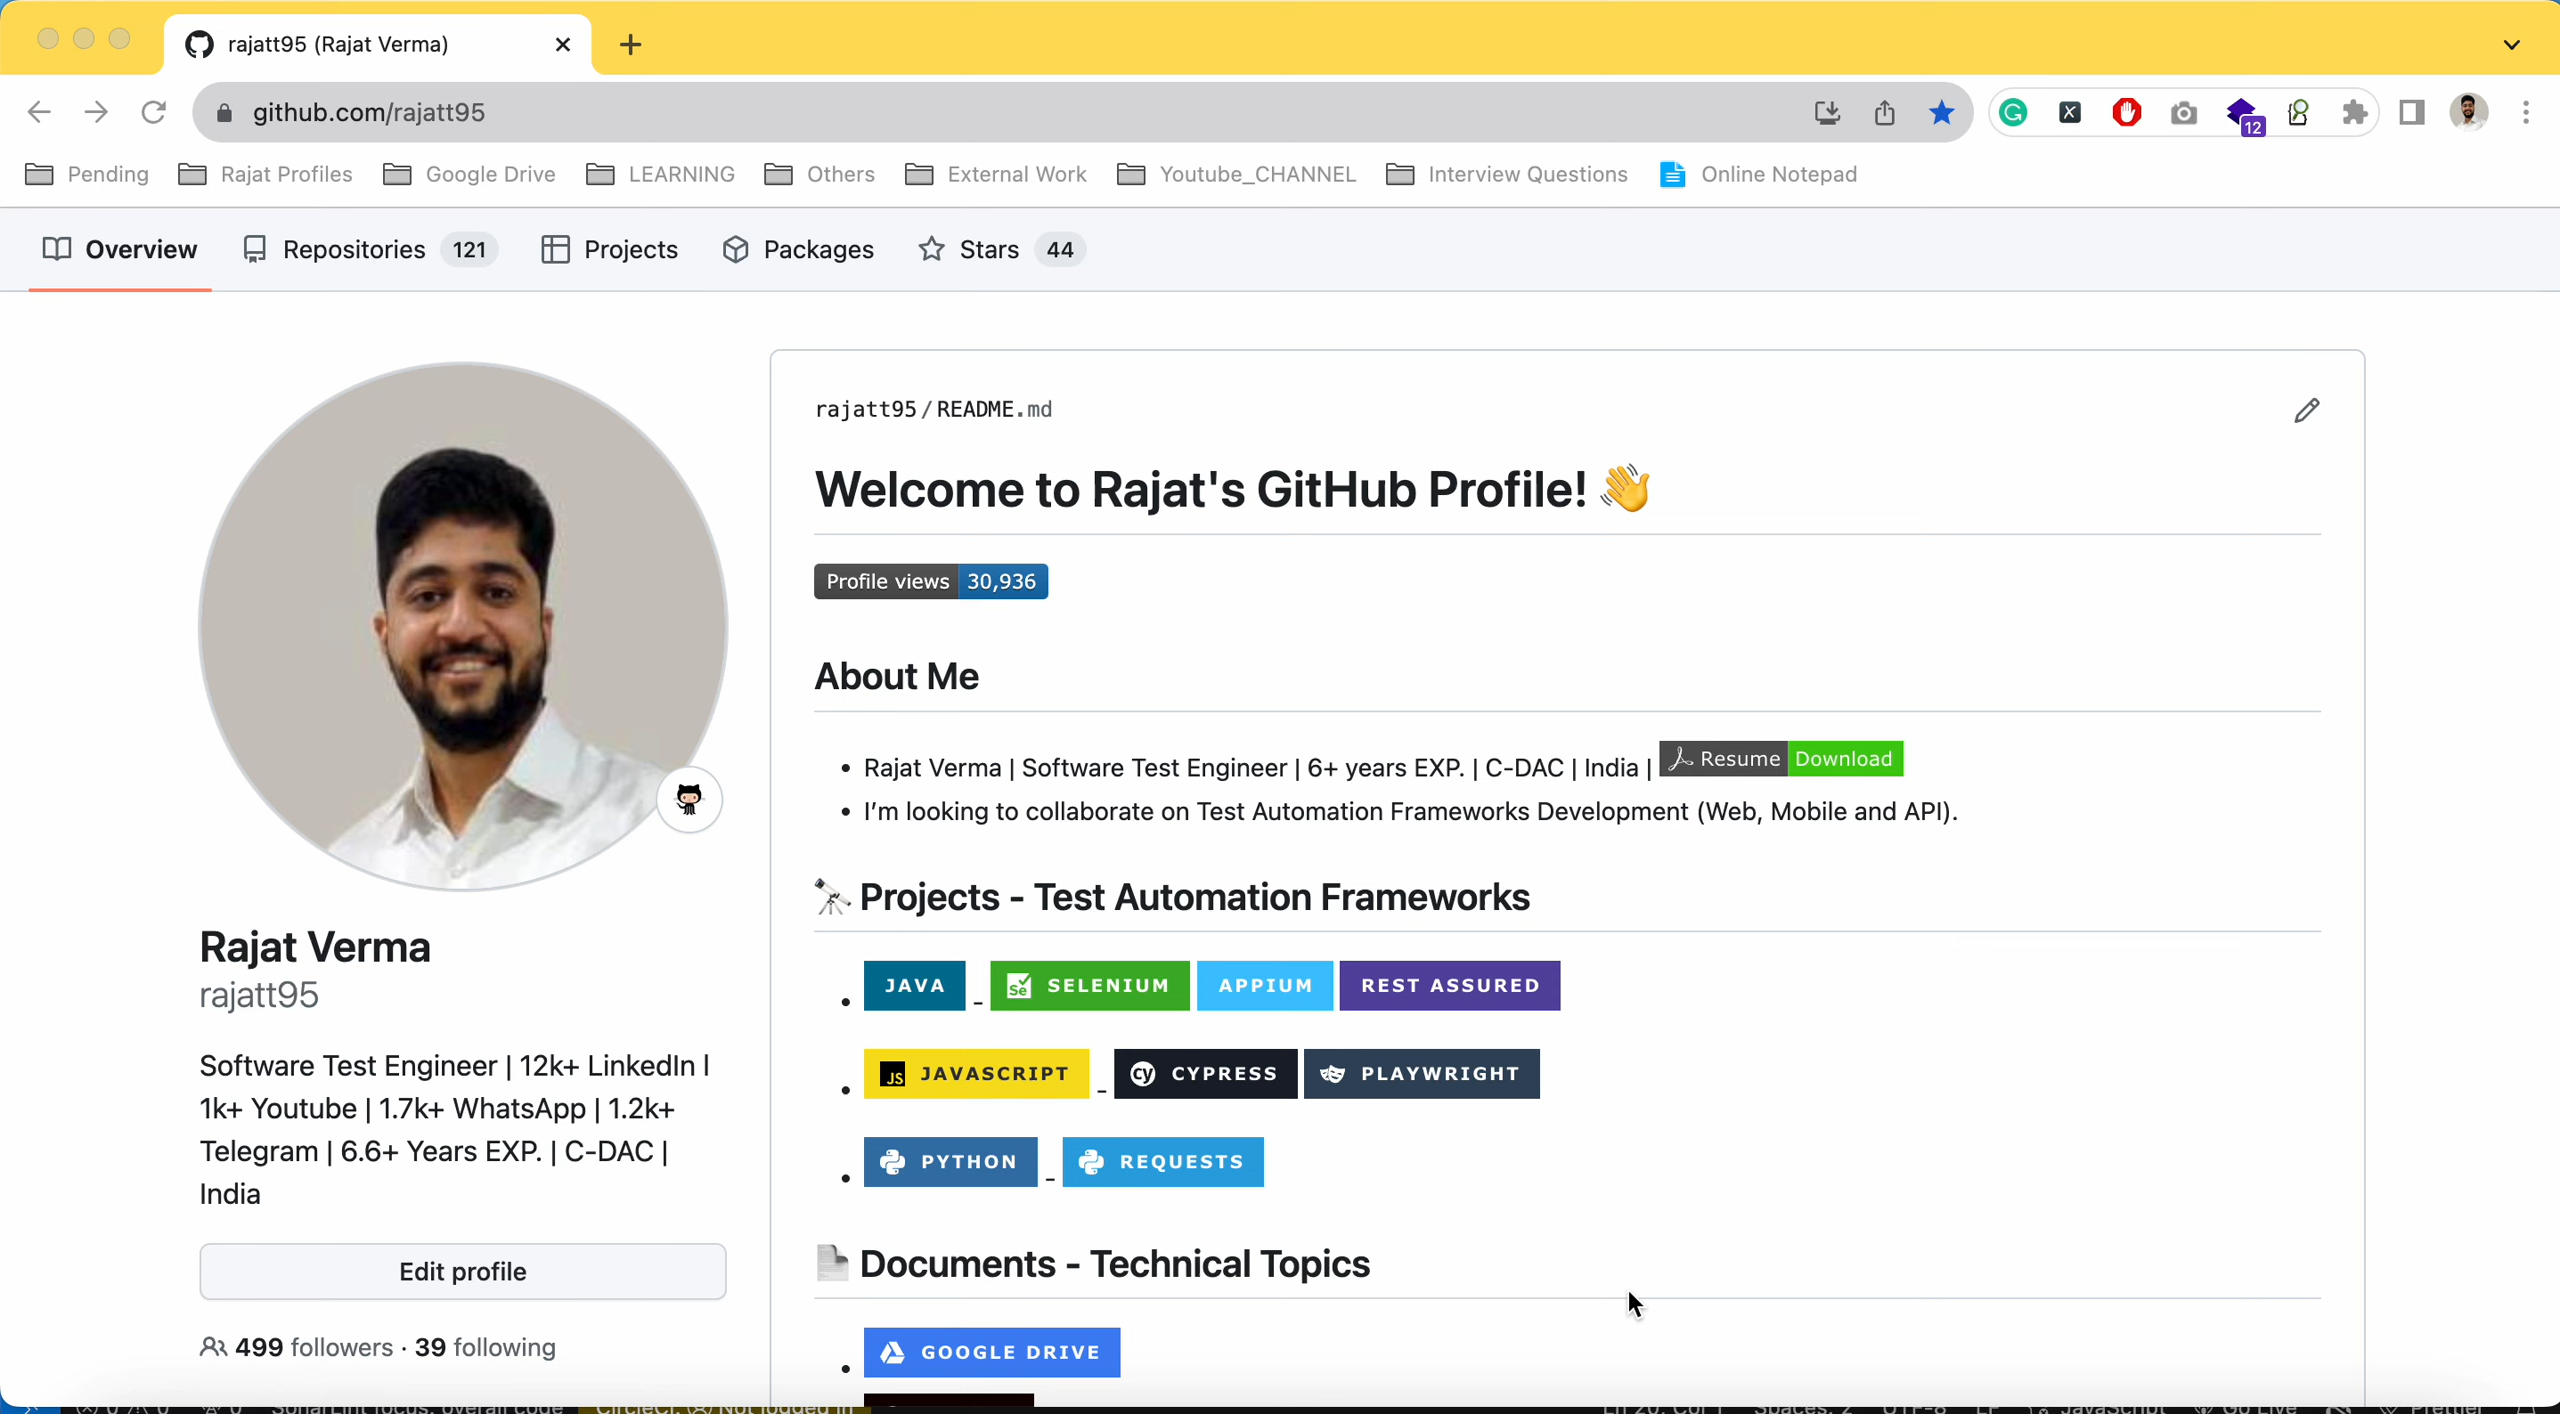 rajatt95 (Rajat Verma)
github.com/rajatt95
12
Pending Rajat Profiles Google Drive LEARNING Others External Work Youtube_CHANNEL Interview Questions Online Notepad
Overview Repositories 121 Projects Packages Stars 44
rajatt95/README.md
Welcome to Rajat's GitHub Profile! 👋
Profile views 30,936
About Me
• Rajat Verma | Software Test Engineer | 6+ years EXP. | C-DAC | India | Resume Download
• I'm looking to collaborate on Test Automation Frameworks Development (Web, Mobile and API).
🔭 Projects - Test Automation Frameworks
• JAVA - Se SELENIUM APPIUM REST ASSURED
• JS JAVASCRIPT - cy CYPRESS PLAYWRIGHT
• PYTHON - REQUESTS
📄 Documents - Technical Topics
• GOOGLE DRIVE
Rajat Verma
rajatt95
Software Test Engineer | 12k+ LinkedIn I
1k+ Youtube | 1.7k+ WhatsApp | 1.2k+
Telegram | 6.6+ Years EXP. | C-DAC |
India
Edit profile
499 followers · 39 following